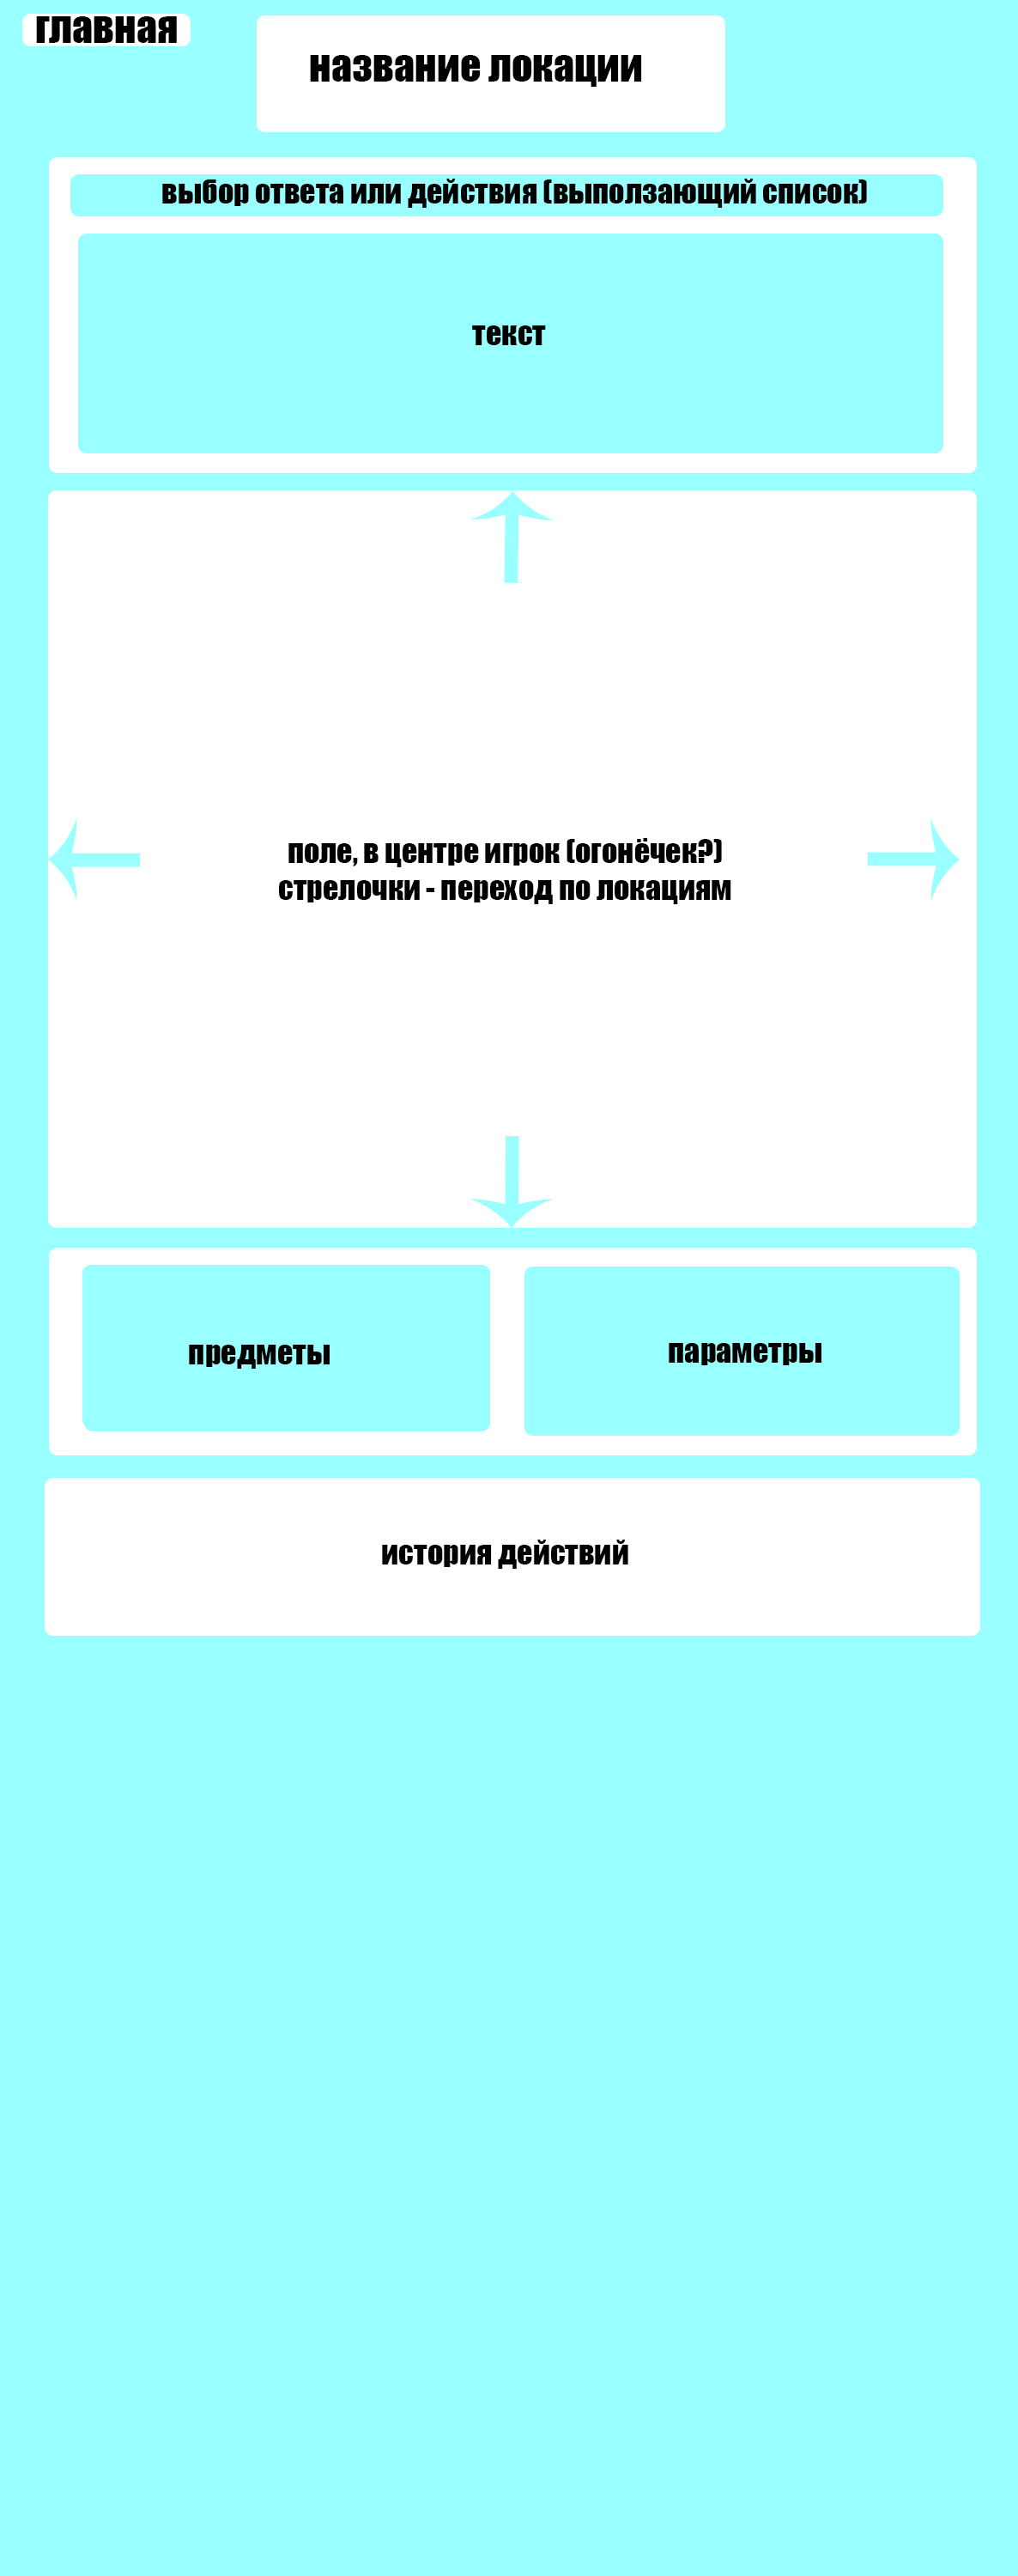 главная
название локации
выбор ответа или действия (выползающий список)
текст
поле, в центре игрок (огонёчек?)
стрелочки - переход по локациям
предметы
параметры
история действий